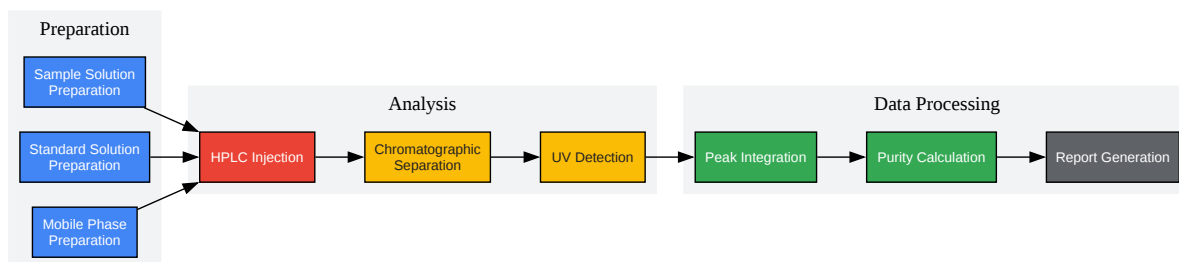 Preparation
Sample Solution
Preparation
Standard Solution
Preparation
Mobile Phase
Preparation
Analysis
HPLC Injection
Chromatographic
Separation
UV Detection
Data Processing
Peak Integration
Purity Calculation
Report Generation